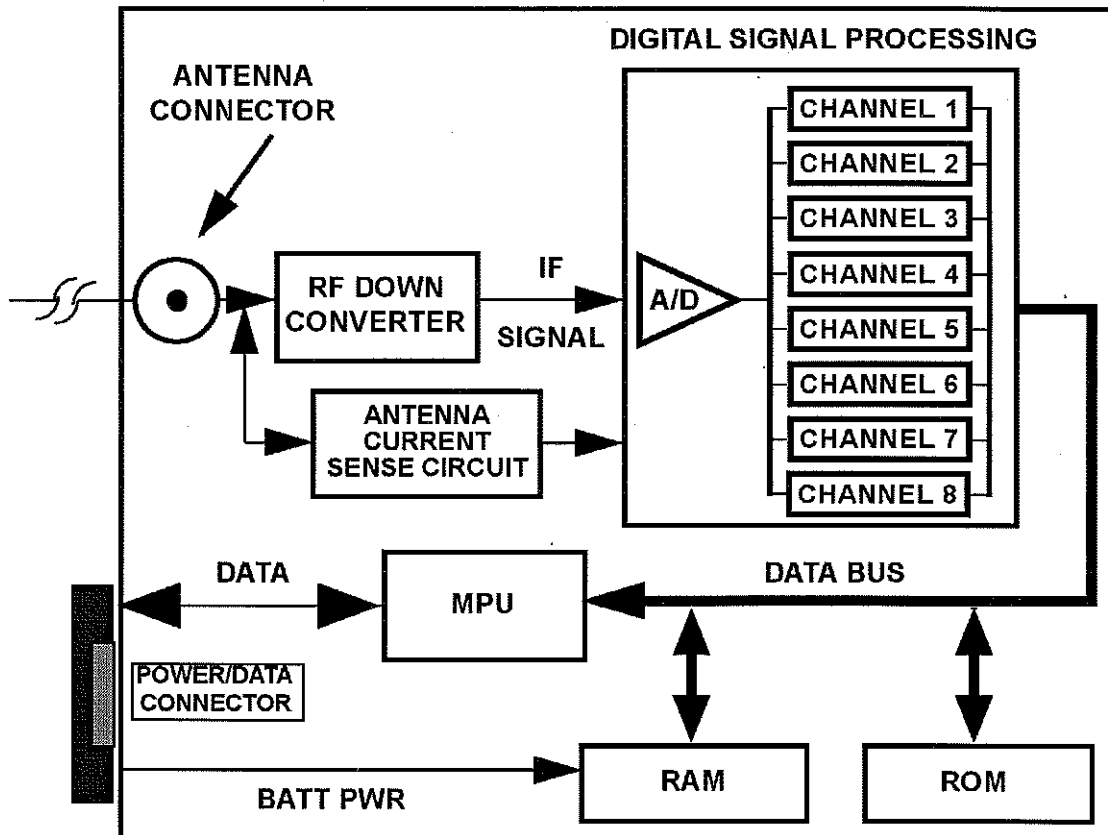 DIGITAL SIGNAL PROCESSING
ANTENNA
CONNECTOR
CHANNEL 1
CHANNEL 2
CHANNEL 3
CHANNEL 4
CHANNEL 5
CHANNEL 6
CHANNEL 7
CHANNEL 8
RF DOWN
CONVERTER
IF
SIGNAL
A/D
ANTENNA
CURRENT
SENSE CIRCUIT
DATA
MPU
DATA BUS
POWER/DATA
CONNECTOR
BATT PWR
RAM
ROM